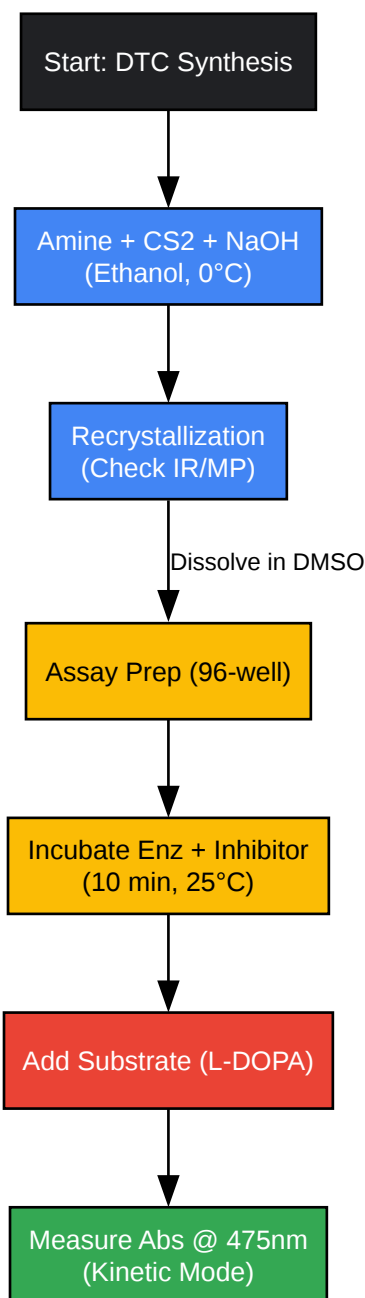 Start: DTC Synthesis
Amine + CS2 + NaOH
(Ethanol, 0°C)
Recrystallization
(Check IR/MP)
Dissolve in DMSO
Assay Prep (96-well)
Incubate Enz + Inhibitor
(10 min, 25°C)
Add Substrate (L-DOPA)
Measure Abs @ 475nm
(Kinetic Mode)